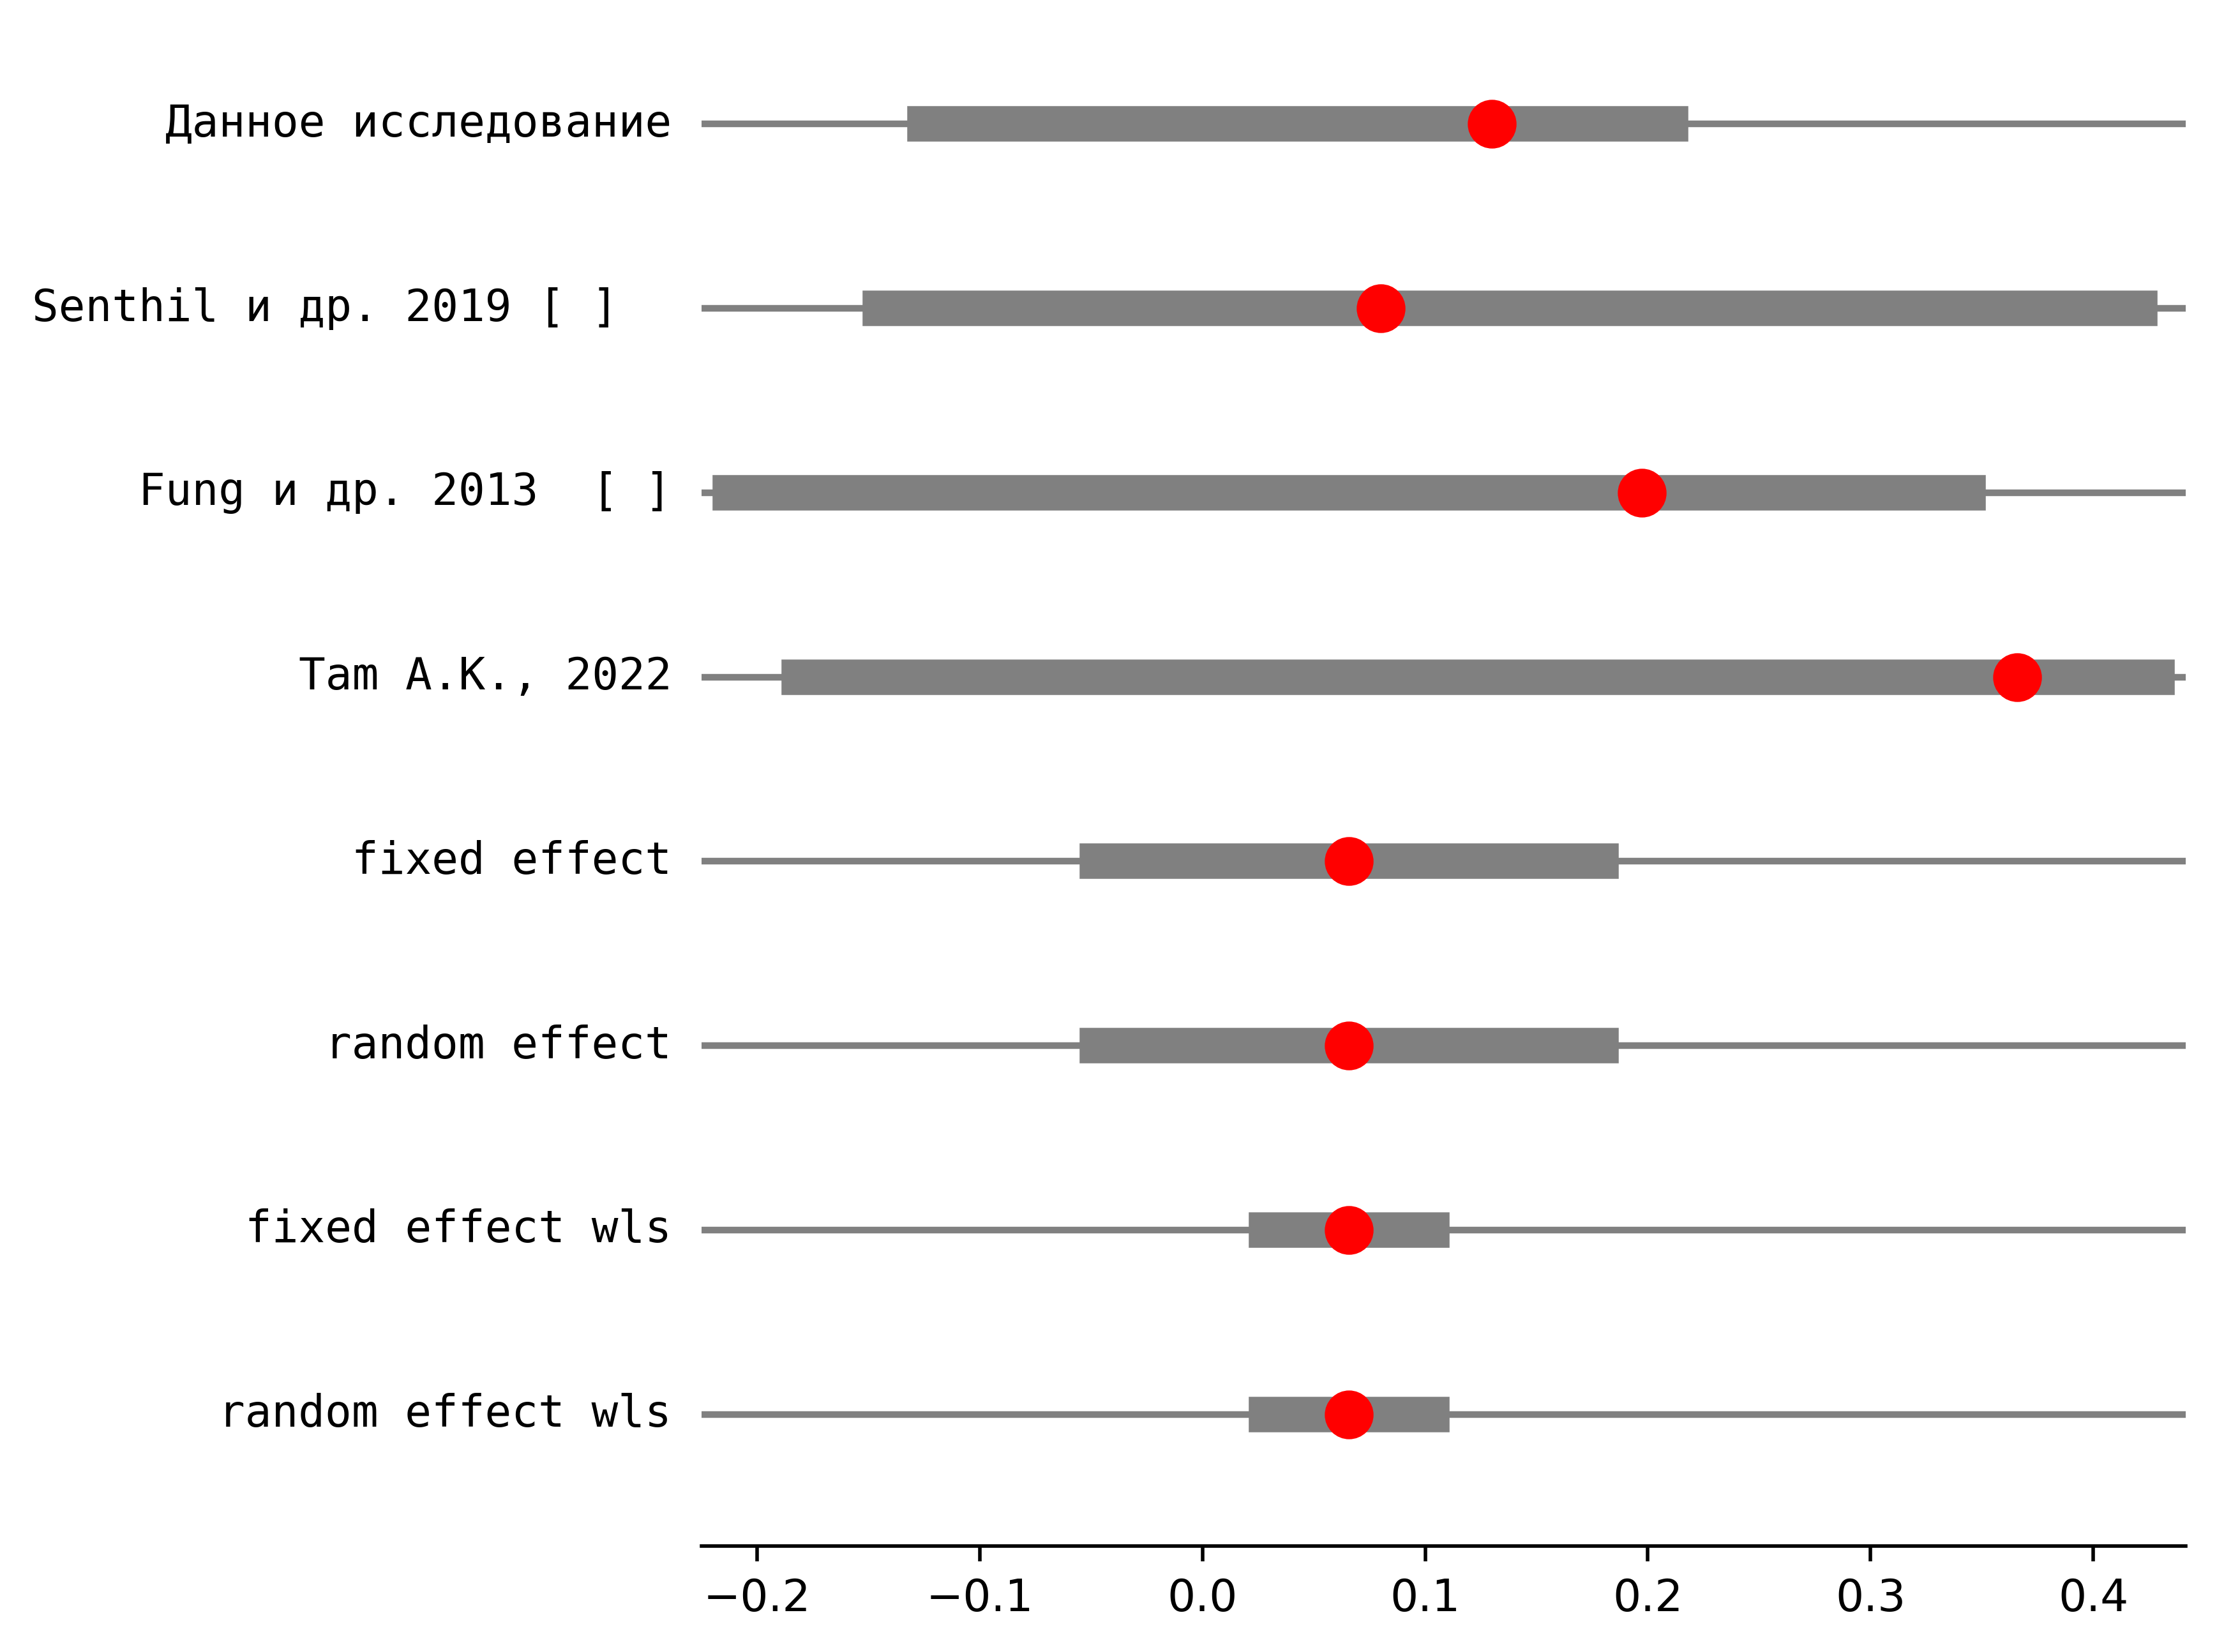 Данное исследование
Senthil и др. 2019 [ ]
Fung и др. 2013  [ ]
Tam A.K., 2022
fixed effect
random effect
fixed effect wls
random effect wls
−0.2 −0.1 0.0 0.1 0.2 0.3 0.4